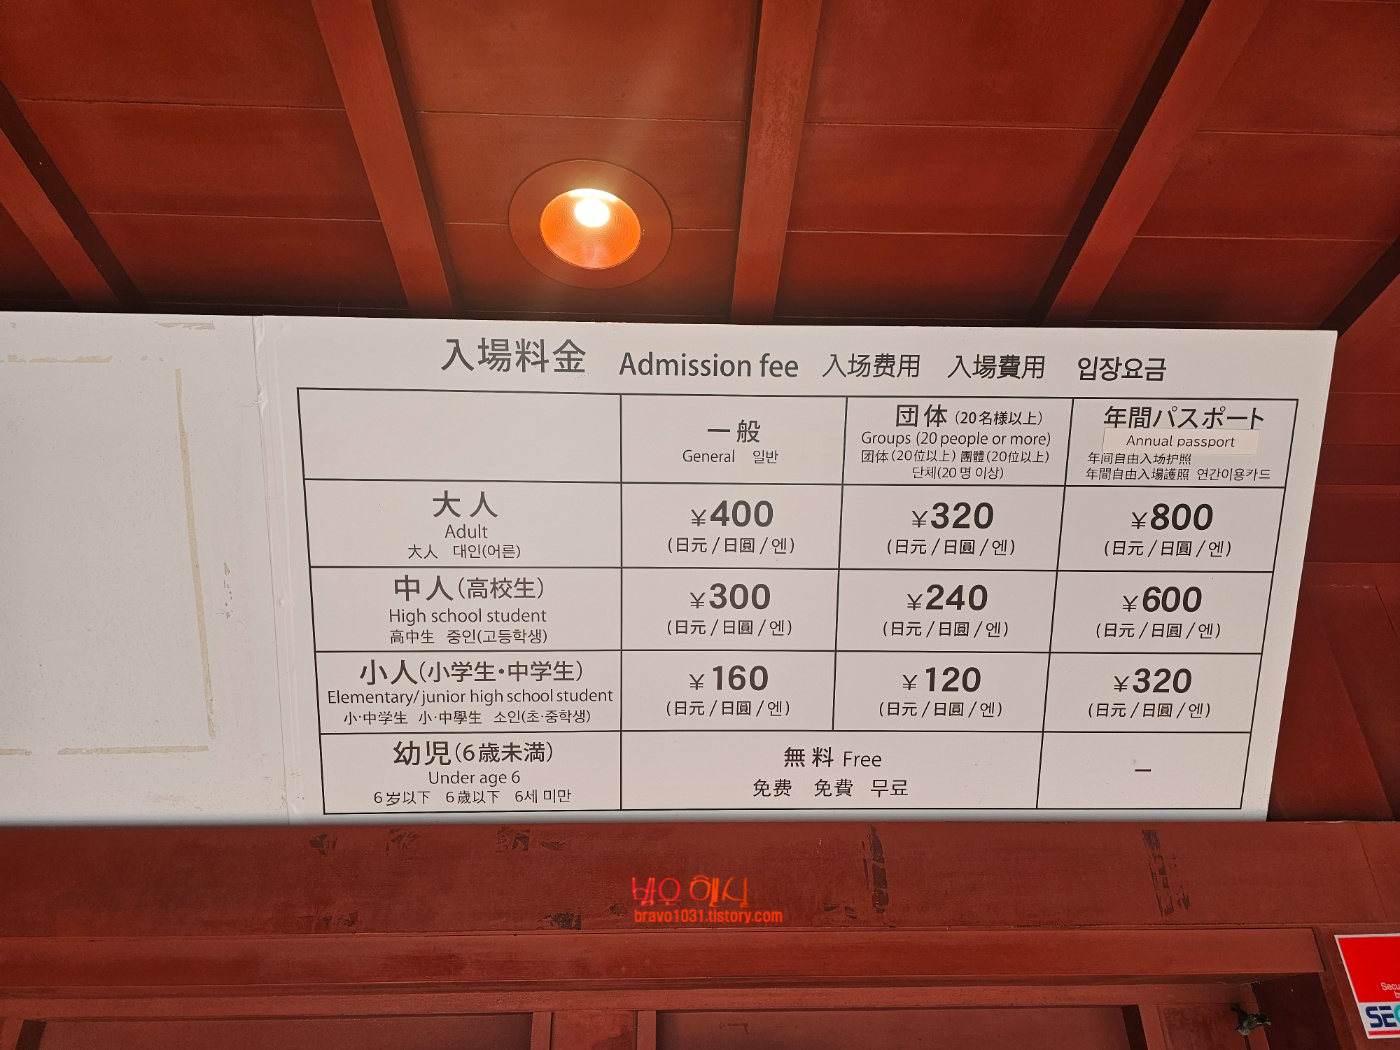 入場料金 Admission fee 入场费用 入場費用 입장요금
一般
General 일반
団体(20名様以上)
Groups (20 people or more)
団体(20位以上) 團體(20位以上)
단체(20명 이상)
年間パスポート
Annual passport
年间自由入场护照
年間自由入場護照 연간이용카드
大人
Adult
大人 대인(어른)
¥400
(日元/日圓/엔)
¥320
(日元/日圓/엔)
¥800
(日元/日圓/엔)
中人(高校生)
High school student
高中生 중인(고등학생)
¥300
(日元/日圓/엔)
¥240
(日元/日圓/엔)
¥600
(日元/日圓/엔)
小人(小学生・中学生)
Elementary/junior high school student
小・中学生 小・中學生 소인(초・중학생)
¥160
(日元/日圓/엔)
¥120
(日元/日圓/엔)
¥320
(日元/日圓/엔)
幼児(6歳未満)
Under age 6
6岁以下 6歲以下 6세 미만
無料 Free
免费 免費 무료
–
bravo1031.tistory.com